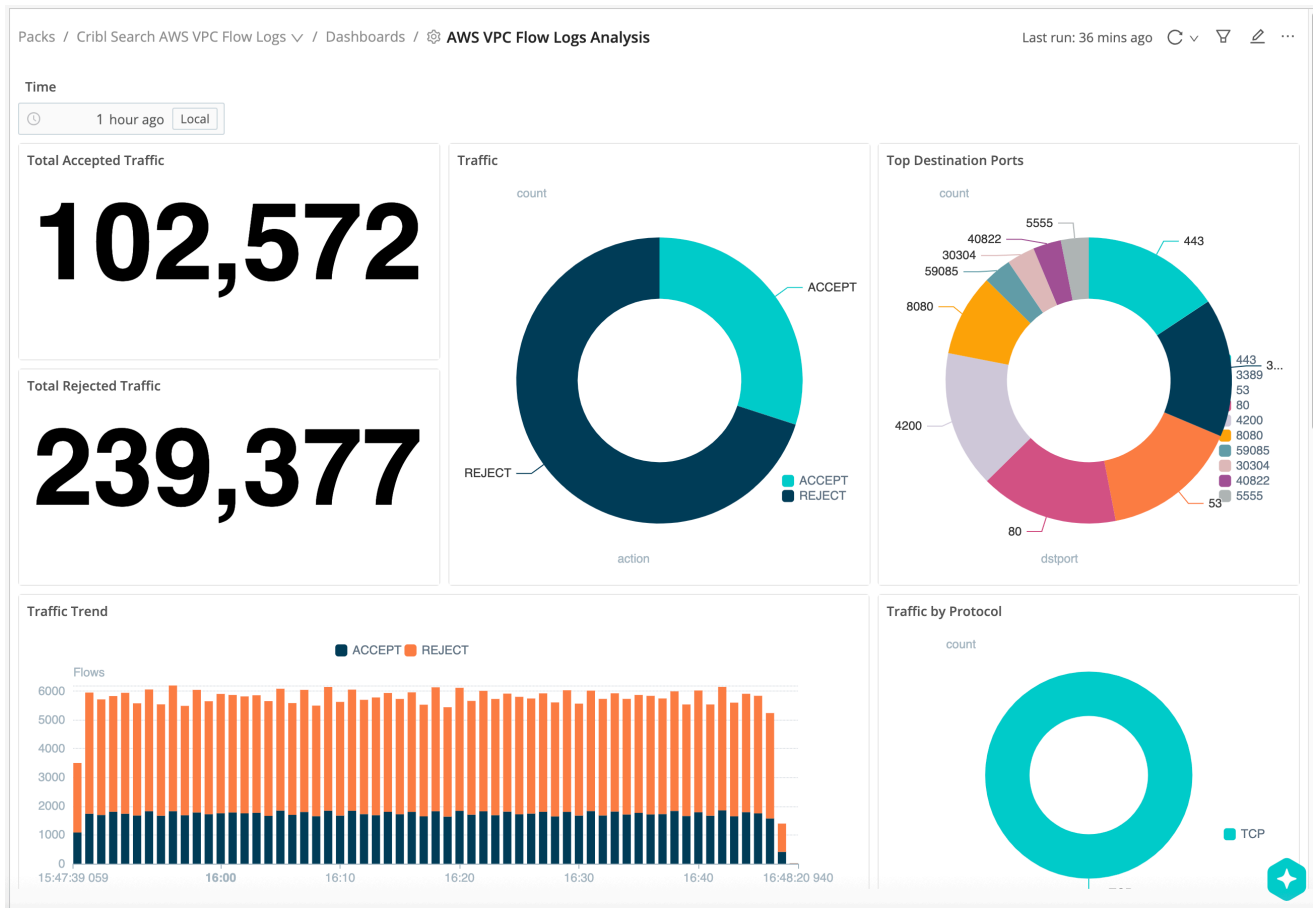 Packs / Cribl Search AWS VPC Flow Logs / Dashboards / AWS VPC Flow Logs Analysis
Last run: 36 mins ago
Time
1 hour ago Local
Total Accepted Traffic
102,572
Total Rejected Traffic
239,377
Traffic
count
ACCEPT
REJECT
ACCEPT
REJECT
action
Top Destination Ports
count
5555
40822
30304
59085
8080
4200
80
53
3...
443
443
3389
53
80
4200
8080
59085
30304
40822
5555
dstport
Traffic Trend
ACCEPT REJECT
Flows
6000
5000
4000
3000
2000
1000
0
15:47:39 059 16:00 16:10 16:20 16:30 16:40 16:48:20 940
Traffic by Protocol
count
TCP